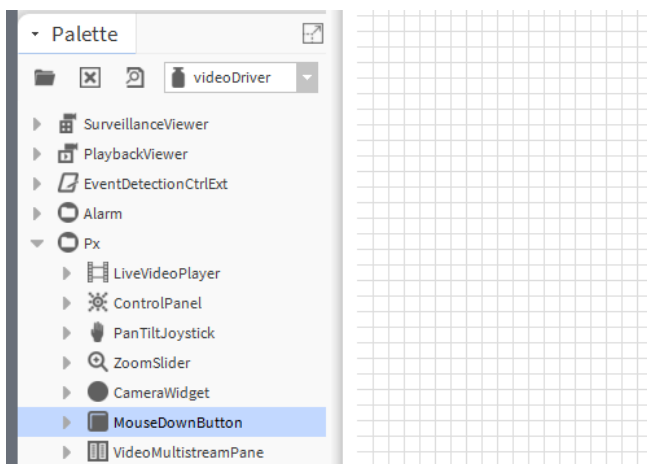 Palette
videoDriver
SurveillanceViewer
PlaybackViewer
EventDetectionCtrlExt
Alarm
Px
LiveVideoPlayer
ControlPanel
PanTiltJoystick
ZoomSlider
CameraWidget
MouseDownButton
VideoMultistreamPane